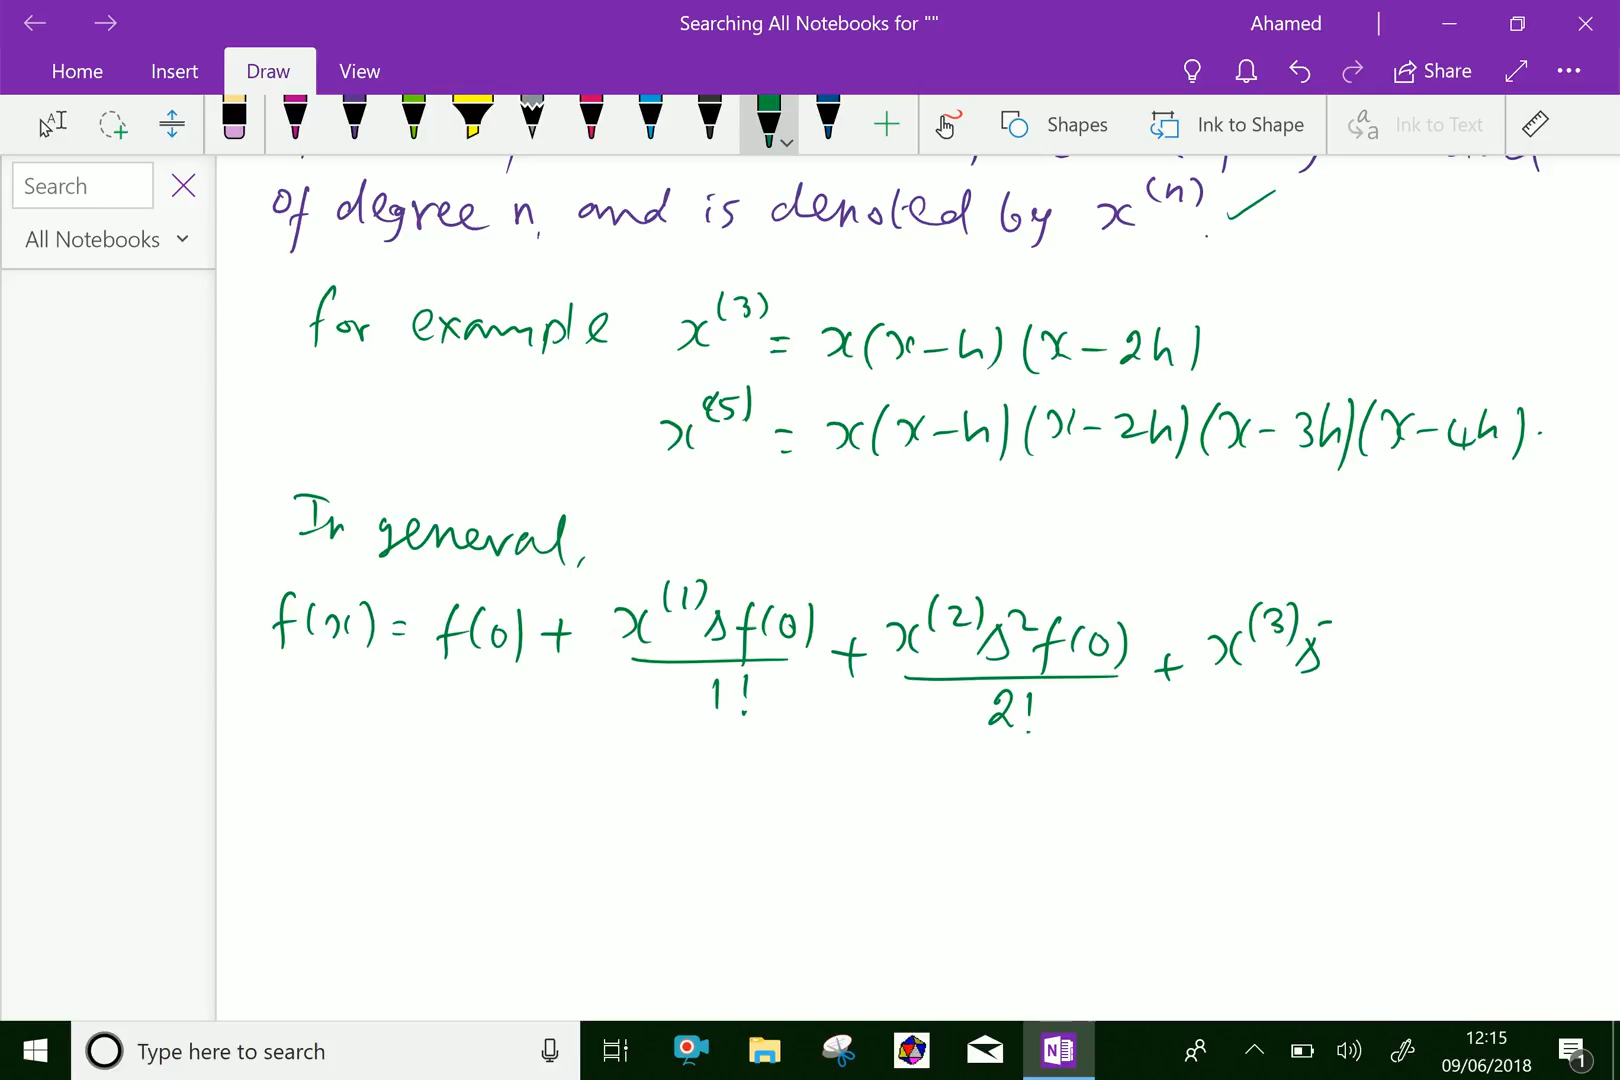 Searching All Notebooks for ""
Ahamed
Home Insert Draw View
Share
Shapes Ink to Shape Ink to Text
Search
All Notebooks
of degree n, and is denoted by x^(n).
for example x^(3) = x(x-h)(x-2h)
x^(5) = x(x-h)(x-2h)(x-3h)(x-4h).
In general,
f(x) = f(0) + x^(1)Δf(0)/1! + x^(2)Δ²f(0)/2! + x^(3)Δ
Type here to search
12:15
09/06/2018
1